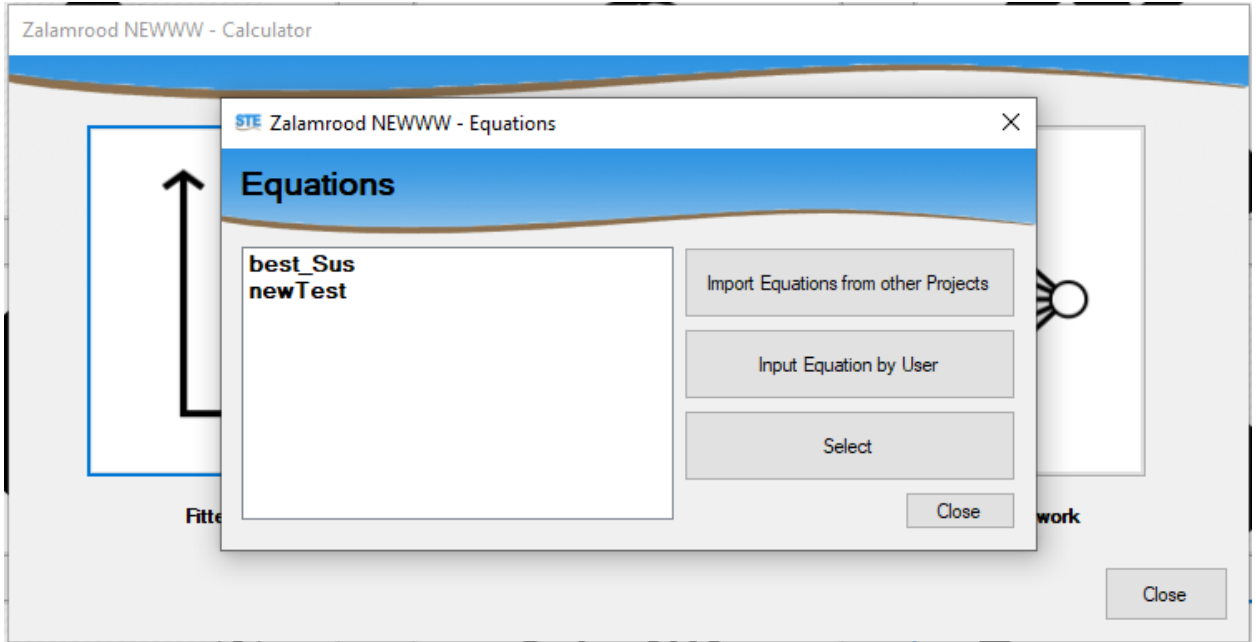 Zalamrood NEWWW - Calculator
STE Zalamrood NEWWW - Equations
Equations
best_Sus
newTest
Import Equations from other Projects
Input Equation by User
Select
Close
Fitte
work
Close